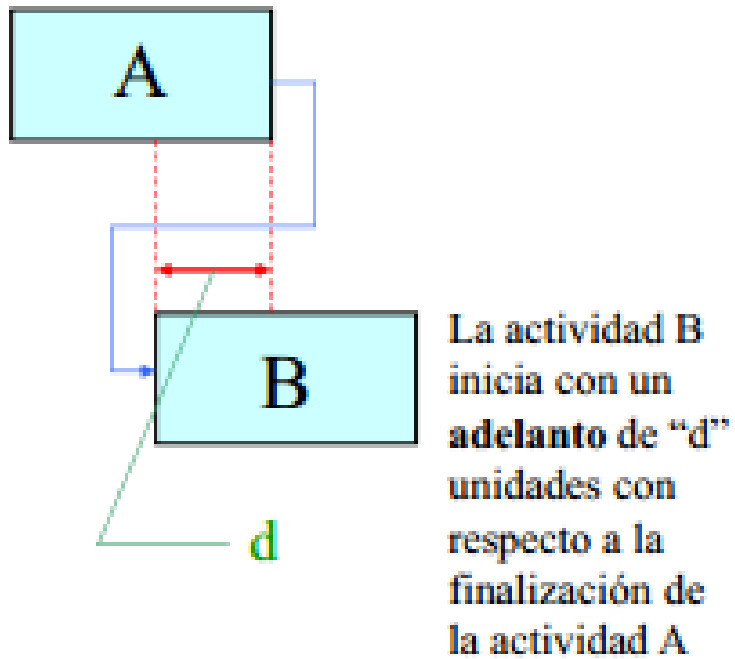 A
B
d
La actividad B
inicia con un
adelanto de “d”
unidades con
respecto a la
finalización de
la actividad A